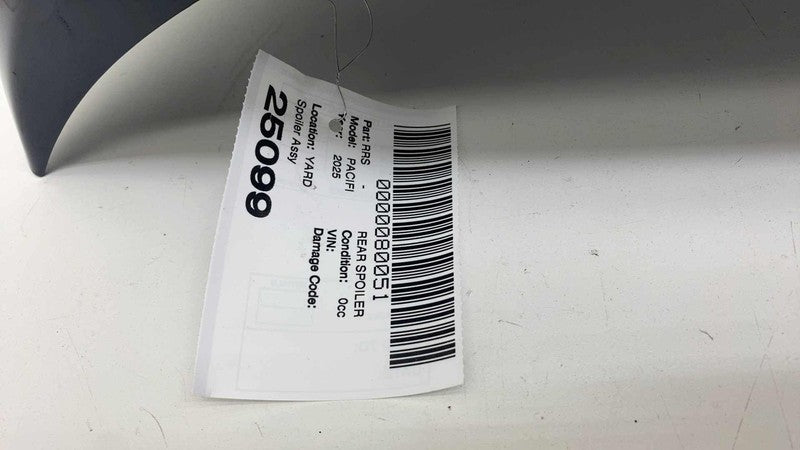 0000080051
Part: RRS - REAR SPOILER
Model: PACIFI Condition: 0cc
Year: 2025 VIN:
Damage Code:
Location: YARD
Spoiler Assy
25099